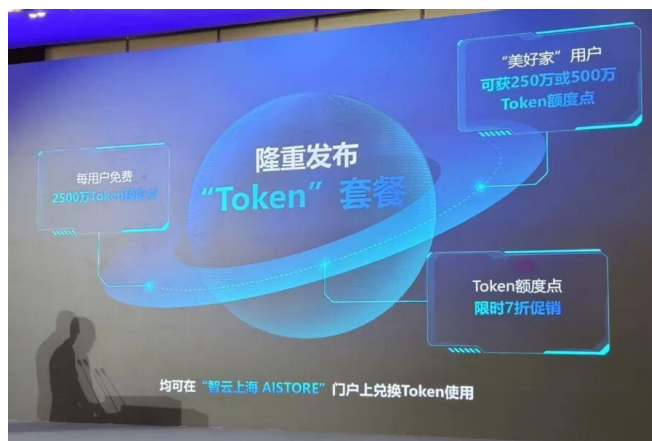 “美好家”用户
可获250万或500万
Token额度点
隆重发布
“Token”套餐
每用户免费
2500万Token额度点
Token额度点
限时7折促销
均可在“智云上海 AISTORE”门户上兑换Token使用